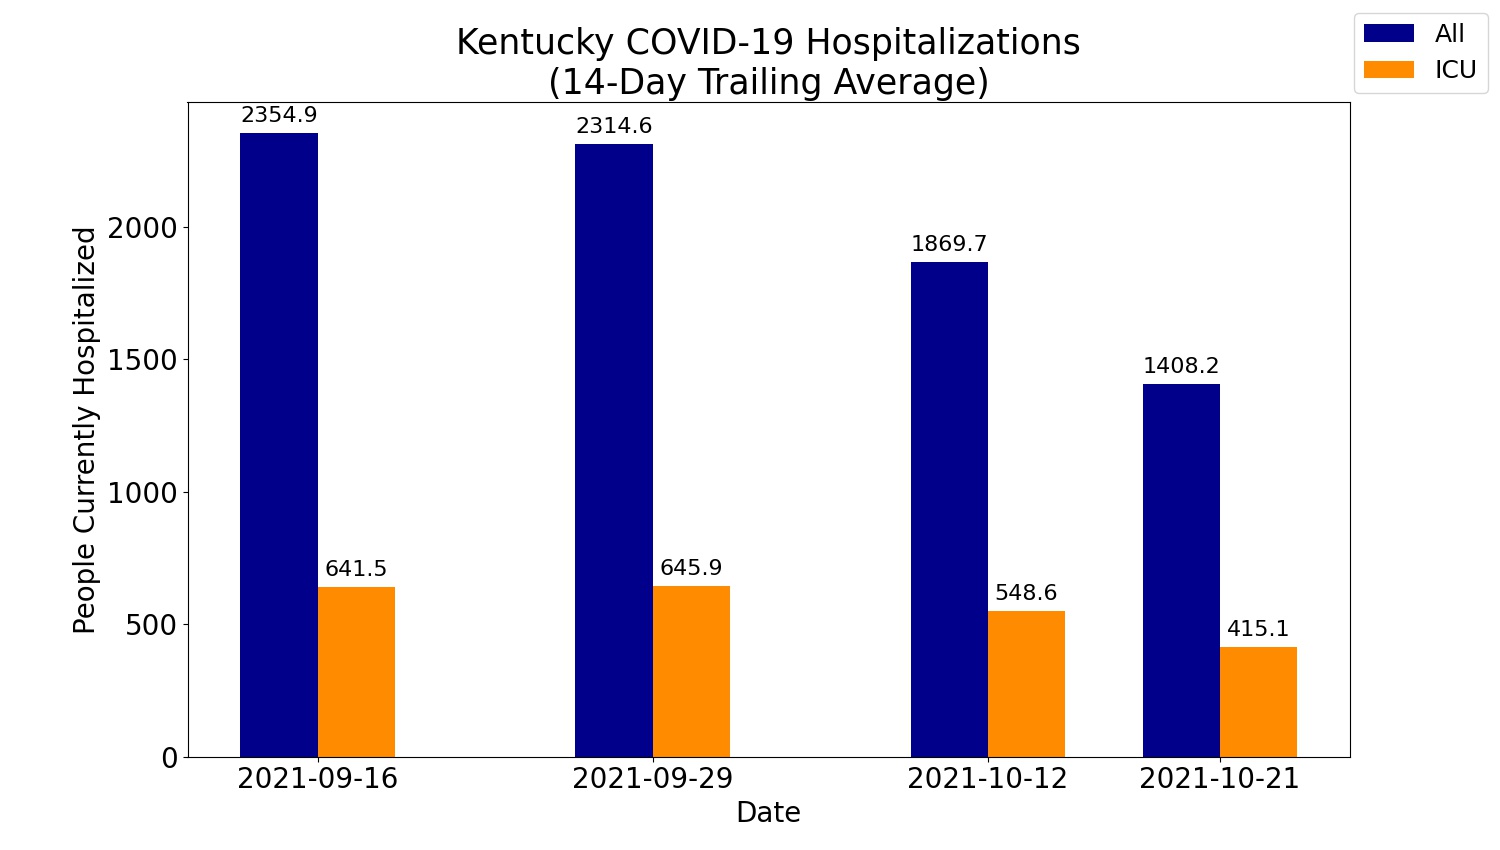 Kentucky COVID-19 Hospitalizations
(14-Day Trailing Average)
All
ICU
People Currently Hospitalized
2000
1500
1000
500
0
2354.9
641.5
2314.6
645.9
1869.7
548.6
1408.2
415.1
2021-09-16
2021-09-29
2021-10-12
2021-10-21
Date